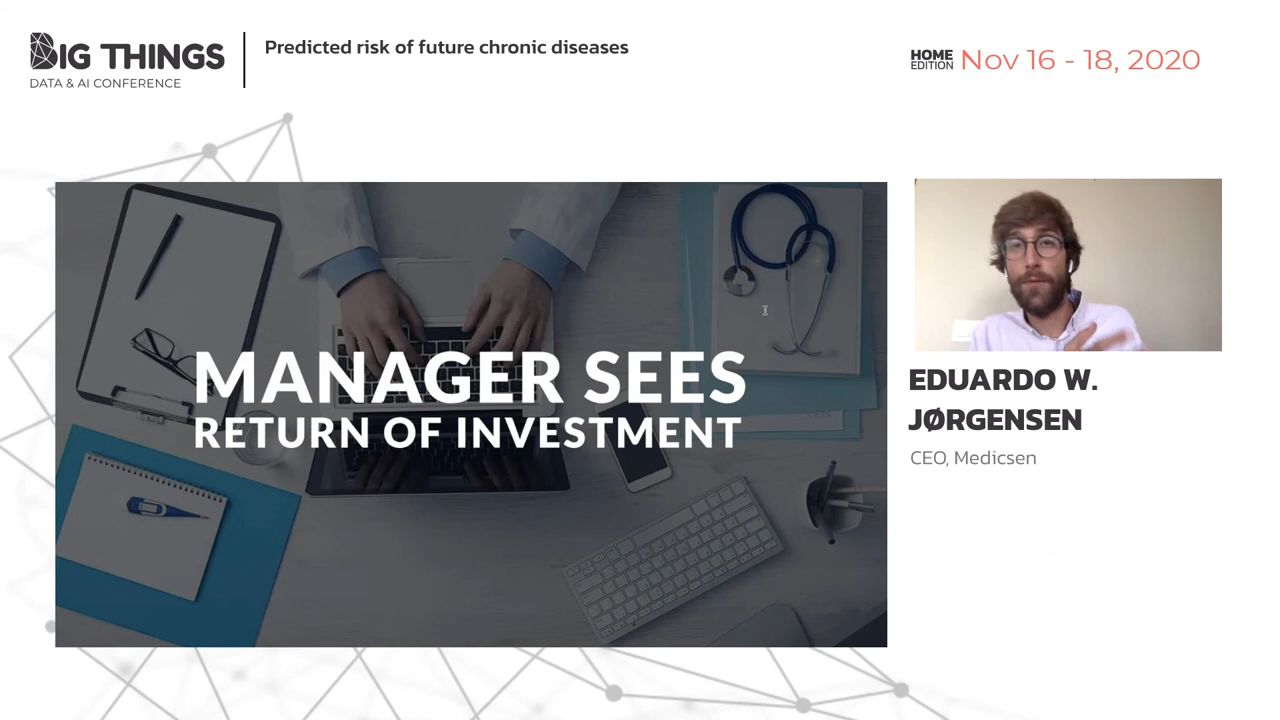 BIG THINGS
DATA & AI CONFERENCE
Predicted risk of future chronic diseases
HOME
EDITION
Nov 16 - 18, 2020
MANAGER SEES
RETURN OF INVESTMENT
EDUARDO W.
JØRGENSEN
CEO, Medicsen